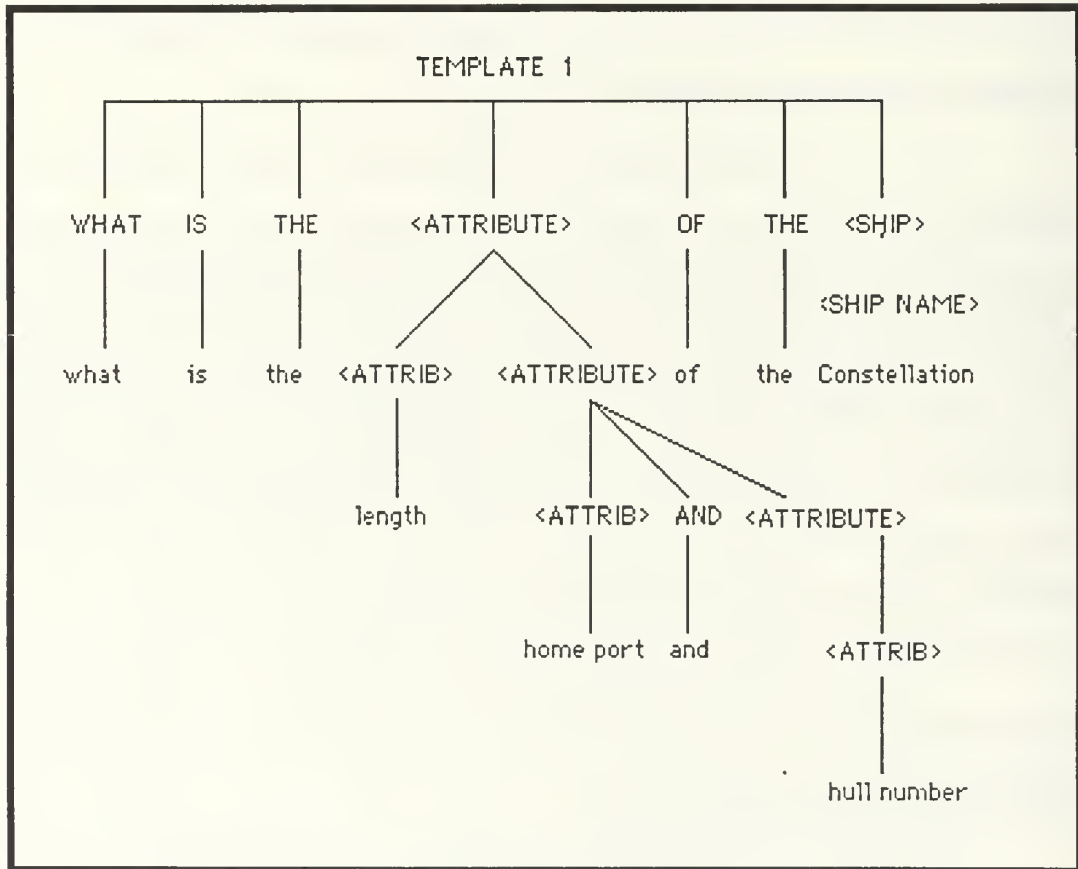 TEMPLATE 1
WHAT IS THE <ATTRIBUTE> OF THE <SHIP>
<SHIP NAME>
what is the <ATTRIB> <ATTRIBUTE> of the Constellation
length <ATTRIB> AND <ATTRIBUTE>
home port and <ATTRIB>
hull number